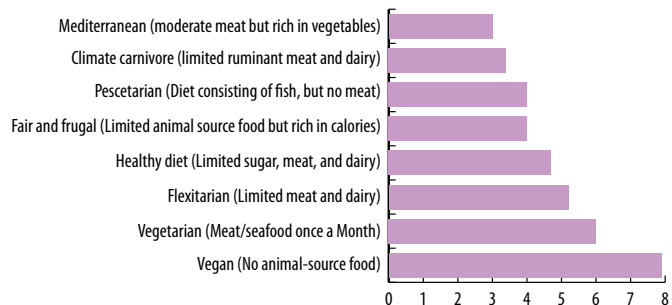 Mediterranean (moderate meat but rich in vegetables)
Climate carnivore (limited ruminant meat and dairy)
Pescetarian (Diet consisting of fish, but no meat)
Fair and frugal (Limited animal source food but rich in calories)
Healthy diet (Limited sugar, meat, and dairy)
Flexitarian (Limited meat and dairy)
Vegetarian (Meat/seafood once a Month)
Vegan (No animal-source food)
0 1 2 3 4 5 6 7 8